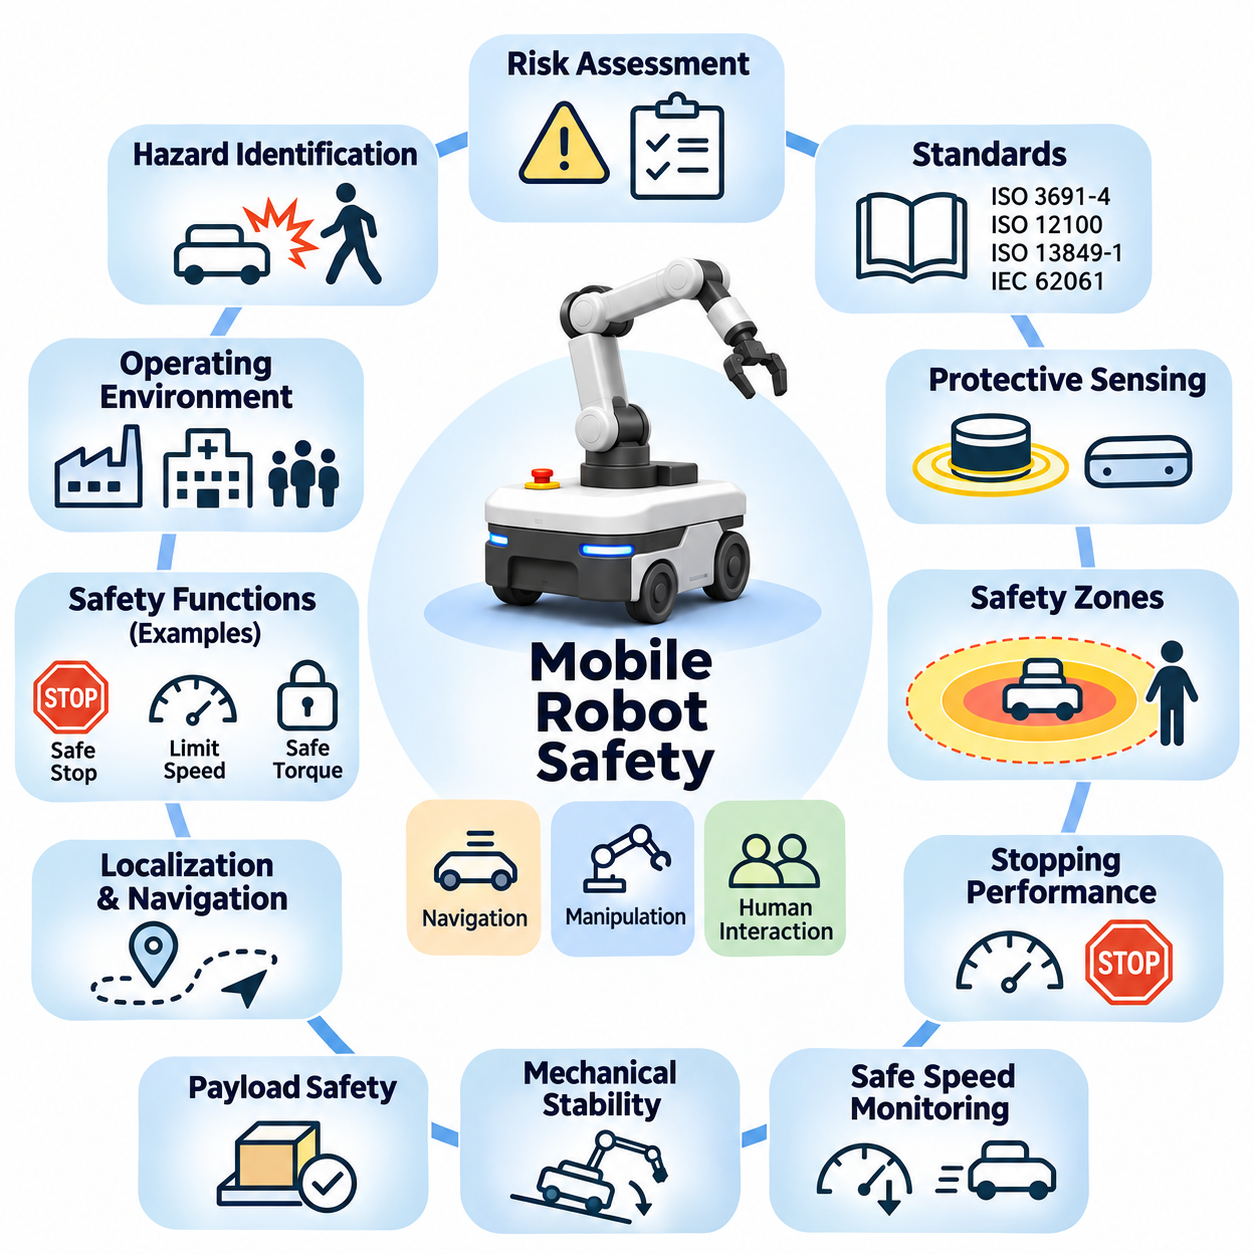 Risk Assessment
Hazard Identification
Standards
ISO 3691-4
ISO 12100
ISO 13849-1
IEC 62061
Operating
Environment
Protective Sensing
Safety Functions
(Examples)
STOP
Safe
Stop
Limit
Speed
Safe
Torque
Safety Zones
Mobile
Robot
Safety
Navigation
Manipulation
Human
Interaction
Localization
& Navigation
Stopping
Performance
STOP
Payload Safety
Mechanical
Stability
Safe Speed
Monitoring